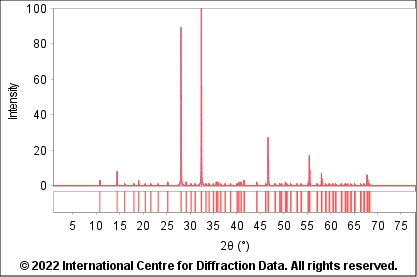 100
80
60
40
20
0
Intensity
5 10 15 20 25 30 35 40 45 50 55 60 65 70 75
2θ (°)
© 2022 International Centre for Diffraction Data. All rights reserved.